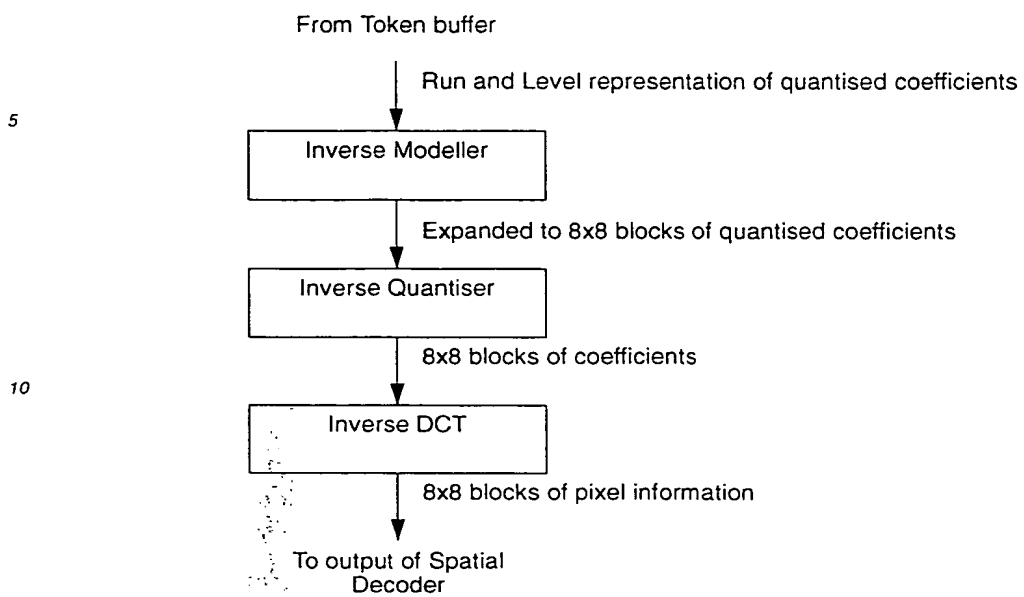 From Token buffer
Run and Level representation of quantised coefficients
5
Inverse Modeller
Expanded to 8x8 blocks of quantised coefficients
Inverse Quantiser
8x8 blocks of coefficients
10
Inverse DCT
8x8 blocks of pixel information
To output of Spatial
Decoder